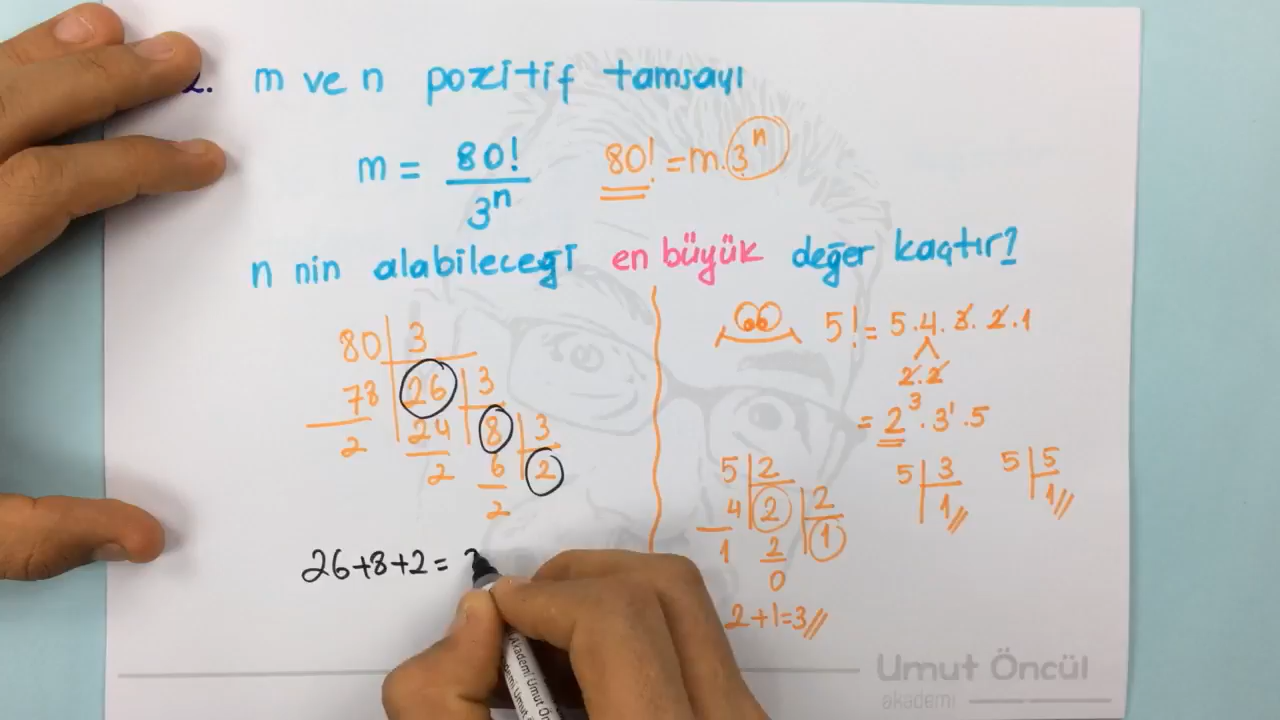 2. m ve n pozitif tamsayı
m = 80! / 3^n 80! = m.3^n
n nin alabileceği en büyük değer kaçtır?
80 | 3
78 | 26 | 3
2 24 | 8 | 3
2 6 | 2
2
26+8+2=
5! = 5.4.3.2.1
2.2
= 2^3.3^1.5
5 | 2
4 | 2 | 2
1 2 | 1
0
2+1=3//
5 | 3
1//
5 | 5
1//
Umut Öncül
akademi